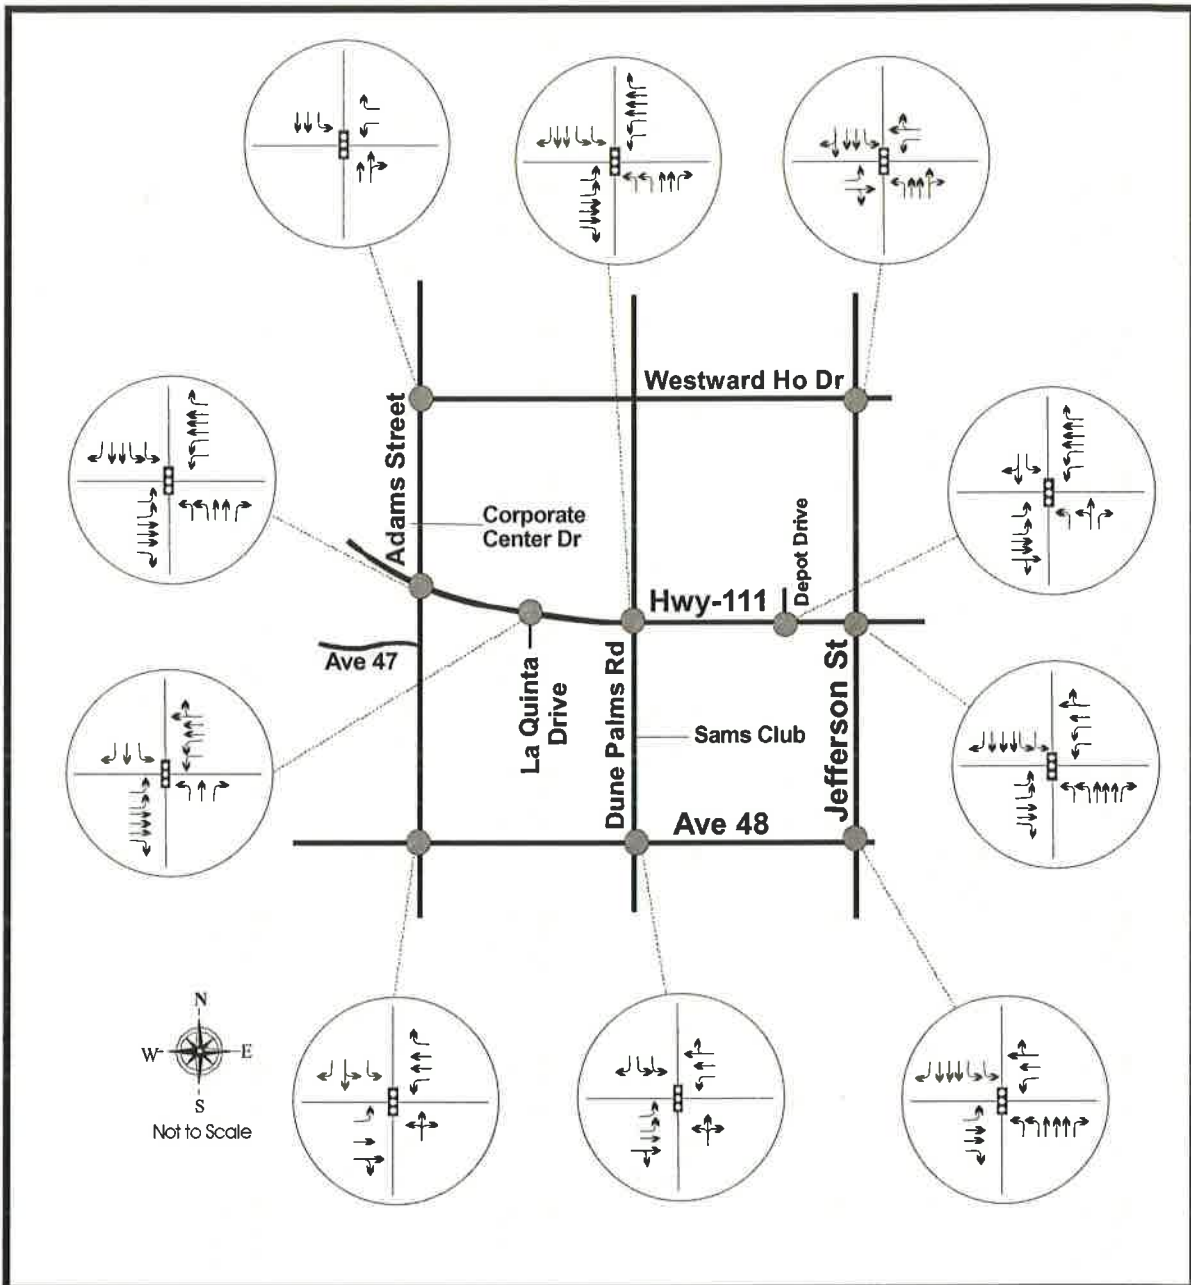 Westward Ho Dr
Adams Street
Corporate
Center Dr
Depot Drive
Hwy-111
Ave 47
La Quinta
Drive
Dune Palms Rd
Sams Club
Jefferson St
Ave 48
N
W
E
S
Not to Scale